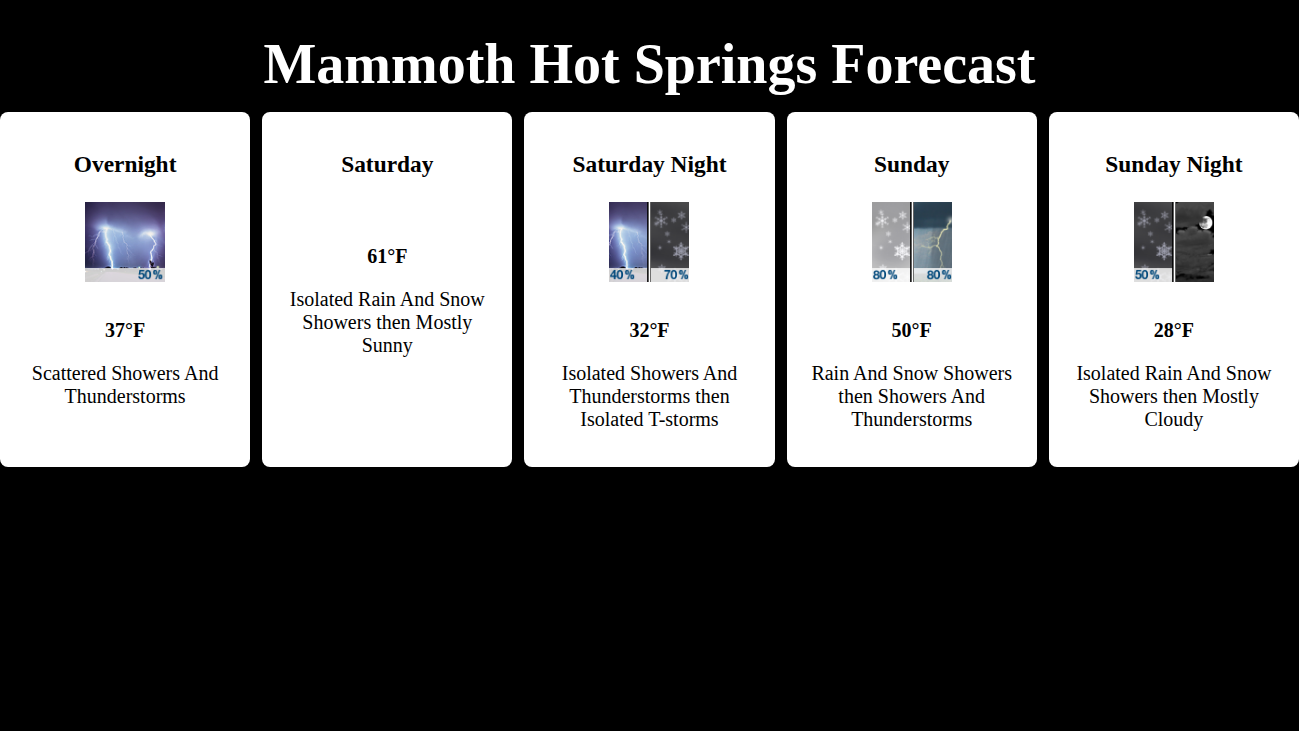 Mammoth Hot Springs Forecast
Overnight
50%
37°F
Scattered Showers And
Thunderstorms
Saturday
61°F
Isolated Rain And Snow
Showers then Mostly
Sunny
Saturday Night
40% 70%
32°F
Isolated Showers And
Thunderstorms then
Isolated T-storms
Sunday
80% 80%
50°F
Rain And Snow Showers
then Showers And
Thunderstorms
Sunday Night
50%
28°F
Isolated Rain And Snow
Showers then Mostly
Cloudy